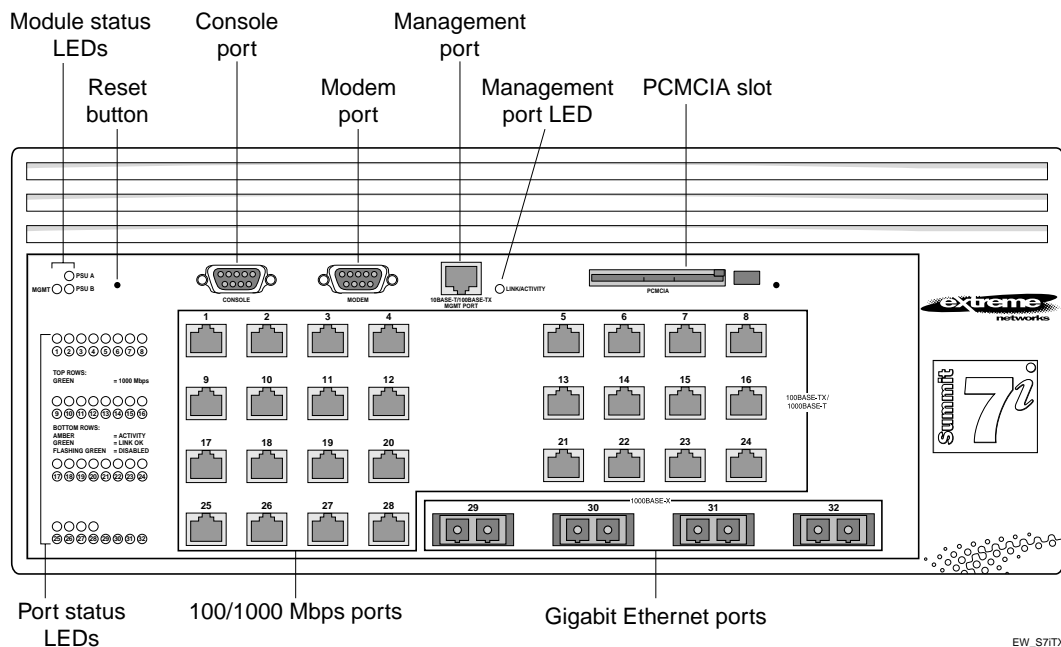 Module status
LEDs
Console
port
Management
port
Reset
button
Modem
port
Management
port LED
PCMCIA slot
PSU A
MGMT
PSU B
CONSOLE
MODEM
10BASE-T/100BASE-TX
MGMT PORT
LINK/ACTIVITY
PCMCIA
extreme
networks
1 2 3 4 5 6 7 8
1 2 3 4 5 6 7 8
TOP ROWS:
GREEN = 1000 Mbps
9 10 11 12 13 14 15 16
9 10 11 12 13 14 15 16
100BASE-TX/
1000BASE-T
BOTTOM ROWS:
AMBER = ACTIVITY
GREEN = LINK OK
FLASHING GREEN = DISABLED
17 18 19 20 21 22 23 24
17 18 19 20 21 22 23 24
Summit
7i
25 26 27 28
1000BASE-X
29 30 31 32
25 26 27 28 29 30 31 32
Port status
LEDs
100/1000 Mbps ports
Gigabit Ethernet ports
EW_S7iTX